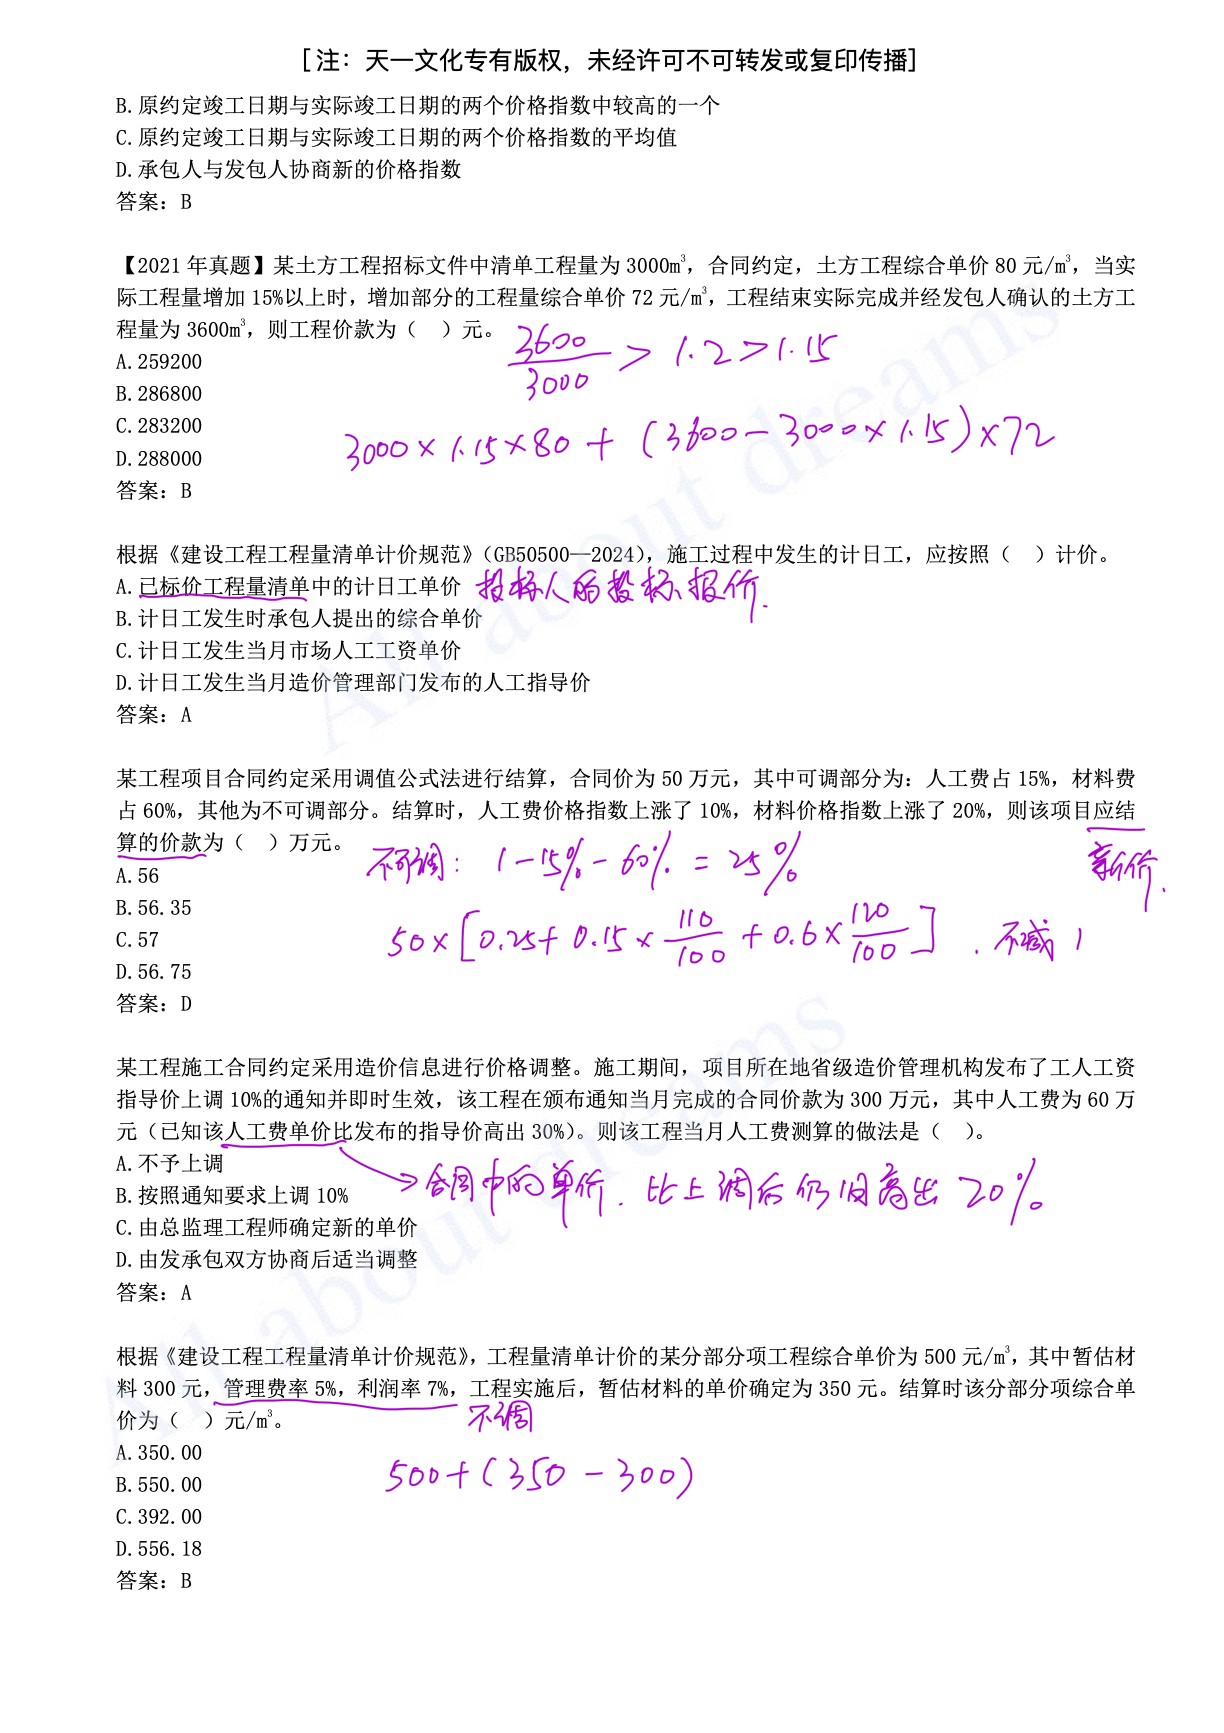 [注：天一文化专有版权，未经许可不可转发或复印传播]
B.原约定竣工日期与实际竣工日期的两个价格指数中较高的一个
C.原约定竣工日期与实际竣工日期的两个价格指数的平均值
D.承包人与发包人协商新的价格指数
答案：B
【2021年真题】某土方工程招标文件中清单工程量为3000m³，合同约定，土方工程综合单价80元/m³，当实
际工程量增加15%以上时，增加部分的工程量综合单价72元/m³，工程结束实际完成并经发包人确认的土方工
程量为3600m³，则工程价款为（ ）元。
3600/3000 > 1.2 > 1.15
A.259200
B.286800
C.283200
3000×1.15×80+(3600-3000×1.15)×72
D.288000
答案：B
根据《建设工程工程量清单计价规范》（GB50500—2024），施工过程中发生的计日工，应按照（ ）计价。
A.已标价工程量清单中的计日工单价 投标人的投标报价.
B.计日工发生时承包人提出的综合单价
C.计日工发生当月市场人工工资单价
D.计日工发生当月造价管理部门发布的人工指导价
答案：A
某工程项目合同约定采用调值公式法进行结算，合同价为50万元，其中可调部分为：人工费占15%，材料费
占60%，其他为不可调部分。结算时，人工费价格指数上涨了10%，材料价格指数上涨了20%，则该项目应结
算的价款为（ ）万元。
不可调：1-15%-60%=25%
新价.
A.56
B.56.35
C.57
50×[0.25+0.15×110/100+0.6×120/100]. 不减1
D.56.75
答案：D
某工程施工合同约定采用造价信息进行价格调整。施工期间，项目所在地省级造价管理机构发布了工人工资
指导价上调10%的通知并即时生效，该工程在颁布通知当月完成的合同价款为300万元，其中人工费为60万
元（已知该人工费单价比发布的指导价高出30%）。则该工程当月人工费测算的做法是（ ）。
A.不予上调
B.按照通知要求上调10%
合同中的单价.比上调后仍旧高出20%
C.由总监理工程师确定新的单价
D.由发承包双方协商后适当调整
答案：A
根据《建设工程工程量清单计价规范》，工程量清单计价的某分部分项工程综合单价为500元/m³，其中暂估材
料300元，管理费率5%，利润率7%，工程实施后，暂估材料的单价确定为350元。结算时该分部分项综合单
价为（ ）元/m³。
不调
A.350.00
B.550.00
500+(350-300)
C.392.00
D.556.18
答案：B
All about dreams
All about dreams